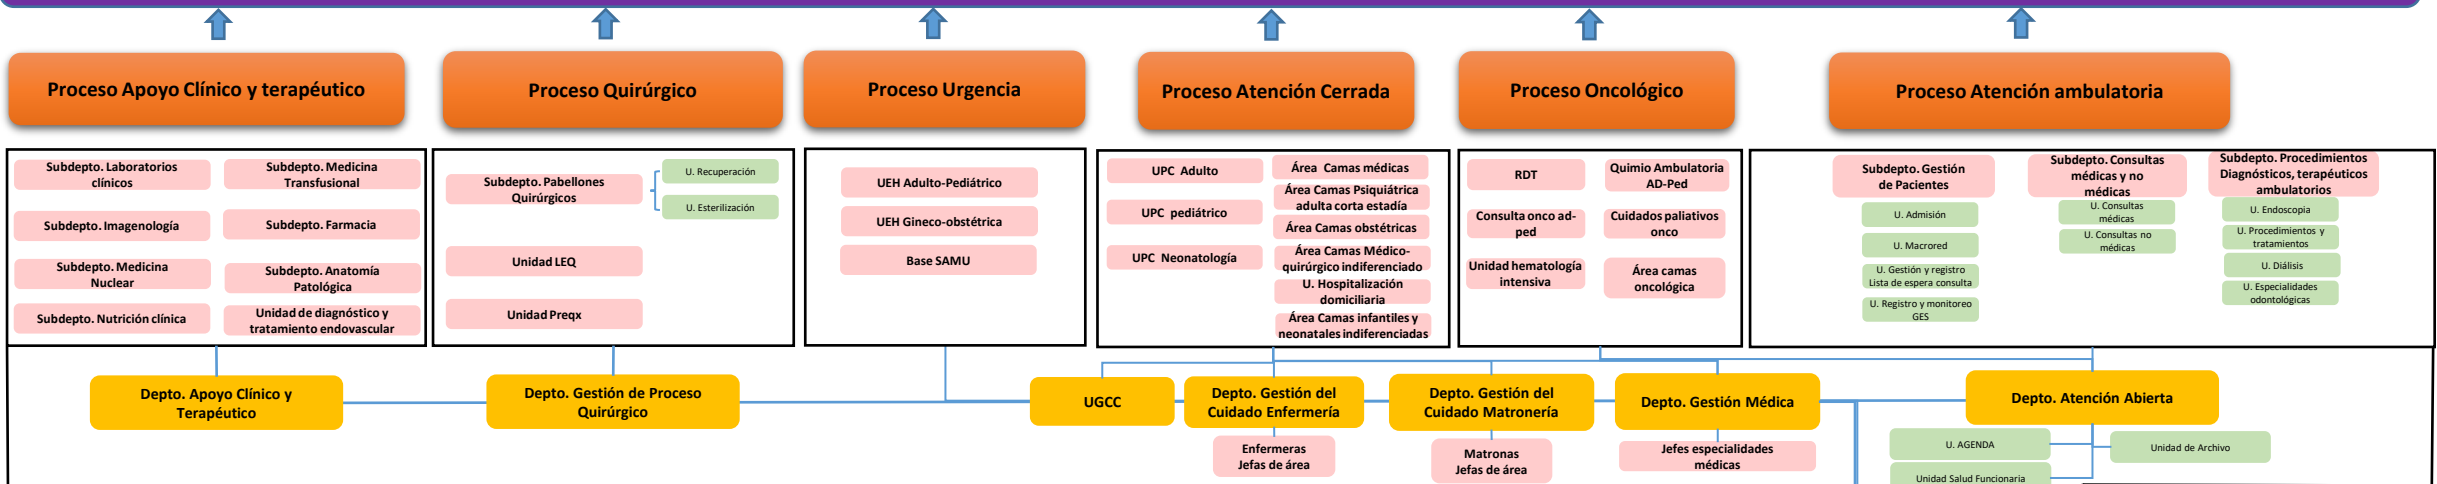 Proceso Apoyo Clínico y terapéutico
Proceso Quirúrgico
Proceso Urgencia
Proceso Atención Cerrada
Proceso Oncológico
Proceso Atención ambulatoria
Subdepto. Laboratorios
clínicos
Subdepto. Medicina
Transfusional
Subdepto. Imagenología
Subdepto. Farmacia
Subdepto. Medicina
Nuclear
Subdepto. Anatomía
Patológica
Subdepto. Nutrición clínica
Unidad de diagnóstico y
tratamiento endovascular
Subdepto. Pabellones
Quirúrgicos
U. Recuperación
U. Esterilización
Unidad LEQ
Unidad Preqx
UEH Adulto-Pediátrico
UEH Gineco-obstétrica
Base SAMU
UPC  Adulto
UPC  pediátrico
UPC  Neonatología
Área  Camas médicas
Área Camas Psiquiátrica
adulta corta estadía
Área Camas obstétricas
Área Camas Médico-
quirúrgico indiferenciado
U. Hospitalización
domiciliaria
Área Camas infantiles y
neonatales indiferenciadas
RDT
Quimio Ambulatoria
AD-Ped
Consulta onco ad-
ped
Cuidados paliativos
onco
Unidad hematología
intensiva
Área camas
oncológica
Subdepto. Gestión
de Pacientes
U. Admisión
U. Macrored
U. Gestión y registro
Lista de espera consulta
U. Registro y monitoreo
GES
Subdepto. Consultas
médicas y no
médicas
U. Consultas
médicas
U. Consultas no
médicas
Subdepto. Procedimientos
Diagnósticos, terapéuticos
ambulatorios
U. Endoscopia
U. Procedimientos y
tratamientos
U. Diálisis
U. Especialidades
odontológicas
Depto. Apoyo Clínico y
Terapéutico
Depto. Gestión de Proceso
Quirúrgico
UGCC
Depto. Gestión del
Cuidado Enfermería
Depto. Gestión del
Cuidado Matronería
Depto. Gestión Médica
Depto. Atención Abierta
Enfermeras
Jefas de área
Matronas
Jefas de área
Jefes especialidades
médicas
U. AGENDA
Unidad de Archivo
Unidad Salud Funcionaria